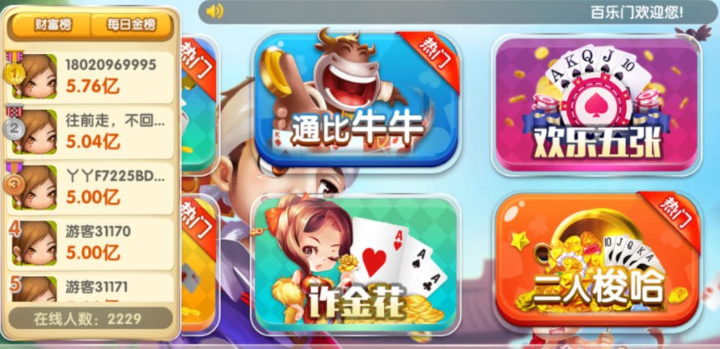 财富榜 每日金榜
18020969995
5.76亿
往前走，不回...
5.04亿
丫丫F7225BD...
5.00亿
4 游客31170
5.00亿
5 游客31171
在线人数：2229
百乐门欢迎您!
热门
热门
通比牛牛
欢乐五张
热门
诈金花
热门
二人梭哈